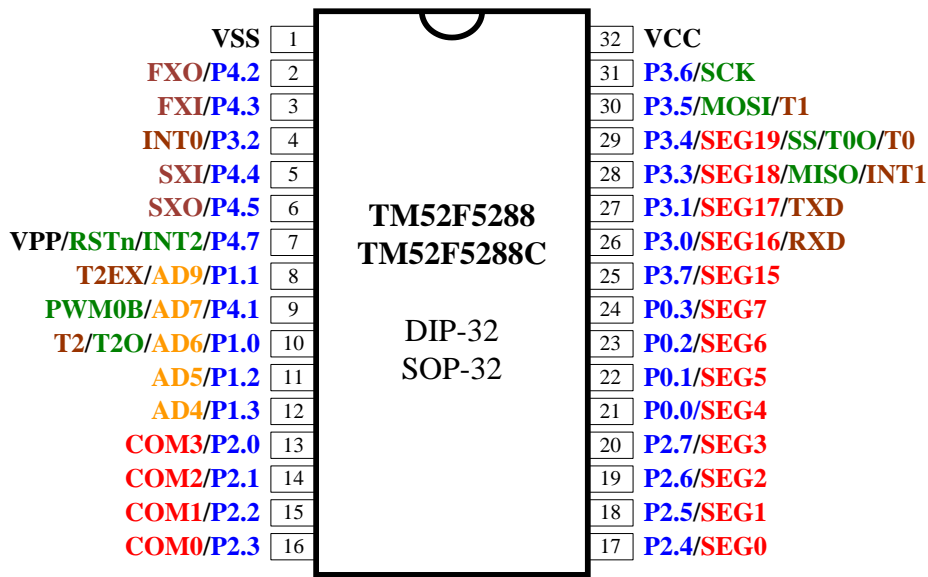 VSS 1 32 VCC
FXO/P4.2 2 31 P3.6/SCK
FXI/P4.3 3 30 P3.5/MOSI/T1
INT0/P3.2 4 29 P3.4/SEG19/SS/T0O/T0
SXI/P4.4 5 28 P3.3/SEG18/MISO/INT1
SXO/P4.5 6 27 P3.1/SEG17/TXD
TM52F5288
VPP/RSTn/INT2/P4.7 7 26 P3.0/SEG16/RXD
TM52F5288C
T2EX/AD9/P1.1 8 25 P3.7/SEG15
PWM0B/AD7/P4.1 9 24 P0.3/SEG7
T2/T2O/AD6/P1.0 10 DIP-32 23 P0.2/SEG6
AD5/P1.2 11 SOP-32 22 P0.1/SEG5
AD4/P1.3 12 21 P0.0/SEG4
COM3/P2.0 13 20 P2.7/SEG3
COM2/P2.1 14 19 P2.6/SEG2
COM1/P2.2 15 18 P2.5/SEG1
COM0/P2.3 16 17 P2.4/SEG0